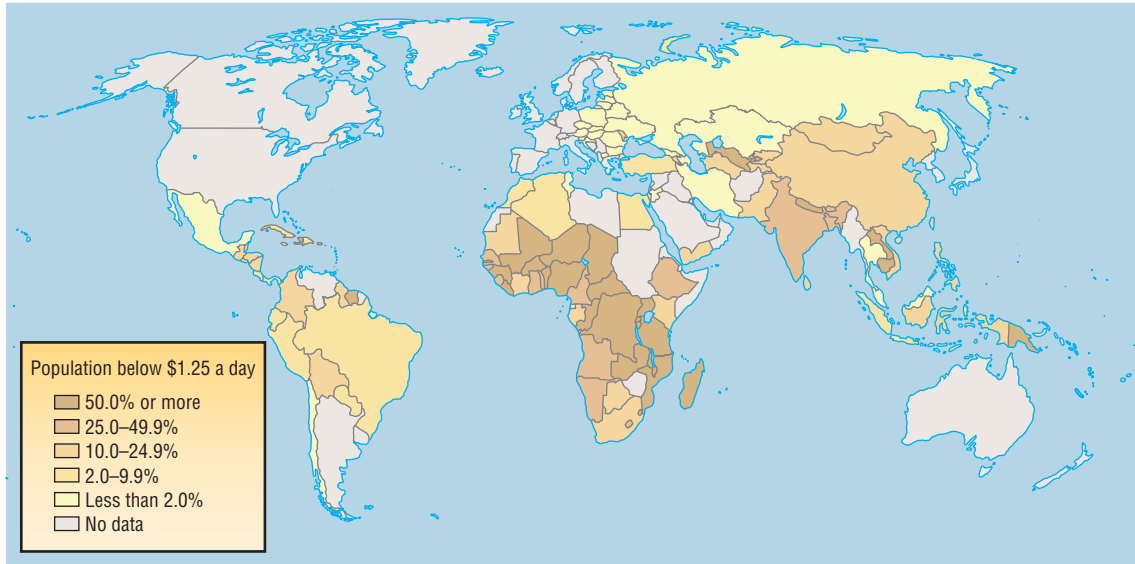 Population below $1.25 a day
50.0% or more
25.0–49.9%
10.0–24.9%
2.0–9.9%
Less than 2.0%
No data